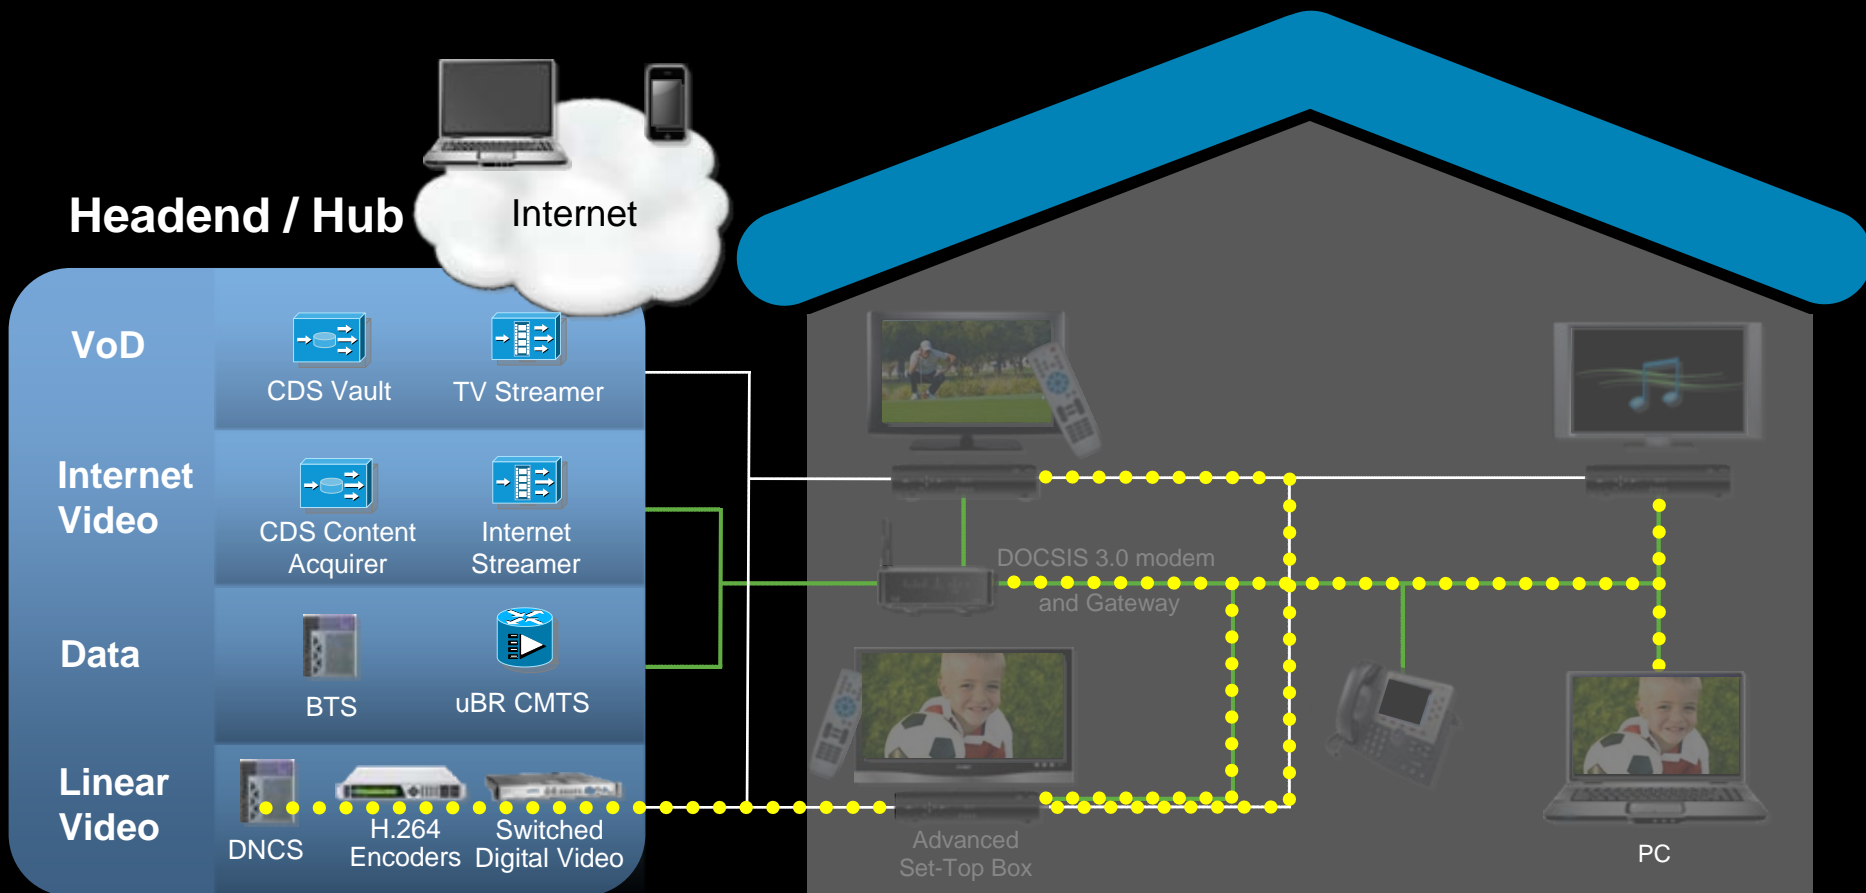 Headend / Hub
Internet
VoD
CDS Vault
TV Streamer
Internet
Video
CDS Content
Acquirer
Internet
Streamer
DOCSIS 3.0 modem
and Gateway
Data
BTS
uBR CMTS
Linear
Video
DNCS
H.264
Encoders
Switched
Digital Video
Advanced
Set-Top Box
PC